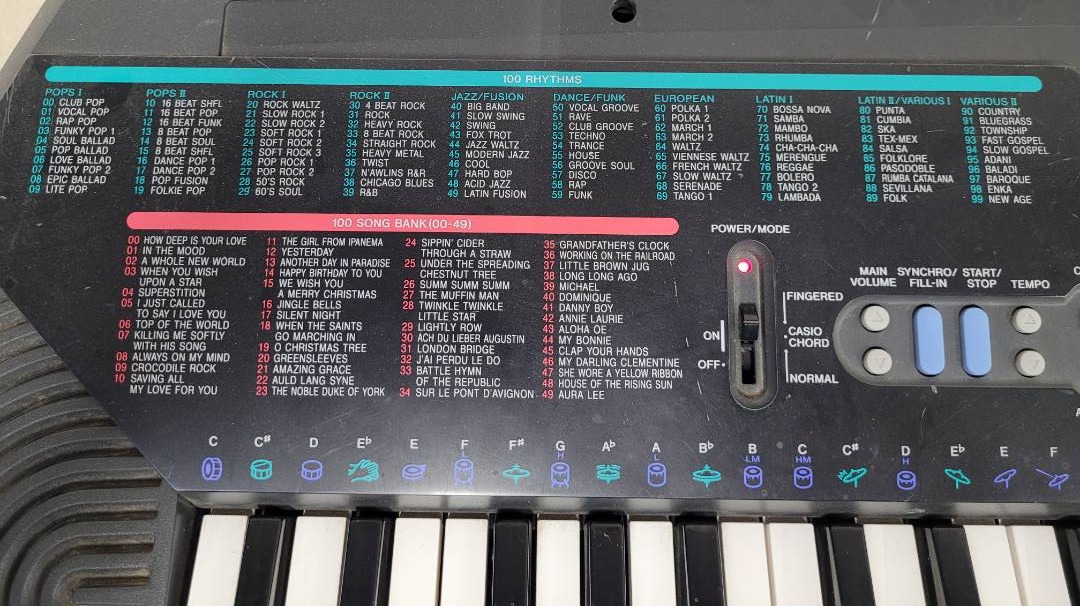 100 RHYTHMS
POPS I
00 CLUB POP
01 VOCAL POP
02 RAP POP
03 FUNKY POP 1
04 SOUL BALLAD
05 POP BALLAD
06 LOVE BALLAD
07 FUNKY POP 2
08 EPIC BALLAD
09 LITE POP
POPS II
10 16 BEAT SHFL
11 16 BEAT POP
12 16 BEAT FUNK
13 8 BEAT POP
14 8 BEAT SOUL
15 8 BEAT SHFL
16 DANCE POP 1
17 DANCE POP 2
18 POP FUSION
19 FOLKIE POP
ROCK I
20 ROCK WALTZ
21 SLOW ROCK 1
22 SLOW ROCK 2
23 SOFT ROCK 1
24 SOFT ROCK 2
25 SOFT ROCK 3
26 POP ROCK 1
27 POP ROCK 2
28 50'S ROCK
29 60'S SOUL
ROCK II
30 4 BEAT ROCK
31 ROCK
32 HEAVY ROCK
33 8 BEAT ROCK
34 STRAIGHT ROCK
35 HEAVY METAL
36 TWIST
37 N'AWLINS R&R
38 CHICAGO BLUES
39 R&B
JAZZ/FUSION
40 BIG BAND
41 SLOW SWING
42 SWING
43 FOX TROT
44 JAZZ WALTZ
45 MODERN JAZZ
46 COOL
47 HARD BOP
48 ACID JAZZ
49 LATIN FUSION
DANCE/FUNK
50 VOCAL GROOVE
51 RAVE
52 CLUB GROOVE
53 TECHNO
54 TRANCE
55 HOUSE
56 GROOVE SOUL
57 DISCO
58 RAP
59 FUNK
EUROPEAN
60 POLKA 1
61 POLKA 2
62 MARCH 1
63 MARCH 2
64 WALTZ
65 VIENNESE WALTZ
66 FRENCH WALTZ
67 SLOW WALTZ
68 SERENADE
69 TANGO 1
LATIN I
70 BOSSA NOVA
71 SAMBA
72 MAMBO
73 RHUMBA
74 CHA-CHA-CHA
75 MERENGUE
76 REGGAE
77 BOLERO
78 TANGO 2
79 LAMBADA
LATIN II/VARIOUS I
80 PUNTA
81 CUMBIA
82 SKA
83 TEX-MEX
84 SALSA
85 FOLKLORE
86 PASODOBLE
87 RUMBA CATALANA
88 SEVILLANA
89 FOLK
VARIOUS II
90 COUNTRY
91 BLUEGRASS
92 TOWNSHIP
93 FAST GOSPEL
94 SLOW GOSPEL
95 ADANI
96 BALADI
97 BAROQUE
98 ENKA
99 NEW AGE
100 SONG BANK (00-49)
00 HOW DEEP IS YOUR LOVE
01 IN THE MOOD
02 A WHOLE NEW WORLD
03 WHEN YOU WISH
UPON A STAR
04 SUPERSTITION
05 I JUST CALLED
TO SAY I LOVE YOU
06 TOP OF THE WORLD
07 KILLING ME SOFTLY
WITH HIS SONG
08 ALWAYS ON MY MIND
09 CROCODILE ROCK
10 SAVING ALL
MY LOVE FOR YOU
11 THE GIRL FROM IPANEMA
12 YESTERDAY
13 ANOTHER DAY IN PARADISE
14 HAPPY BIRTHDAY TO YOU
15 WE WISH YOU
A MERRY CHRISTMAS
16 JINGLE BELLS
17 SILENT NIGHT
18 WHEN THE SAINTS
GO MARCHING IN
19 O CHRISTMAS TREE
20 GREENSLEEVES
21 AMAZING GRACE
22 AULD LANG SYNE
23 THE NOBLE DUKE OF YORK
24 SIPPIN' CIDER
THROUGH A STRAW
25 UNDER THE SPREADING
CHESTNUT TREE
26 SUMM SUMM SUMM
27 THE MUFFIN MAN
28 TWINKLE TWINKLE
LITTLE STAR
29 LIGHTLY ROW
30 ACH DU LIEBER AUGUSTIN
31 LONDON BRIDGE
32 J'AI PERDU LE DO
33 BATTLE HYMN
OF THE REPUBLIC
34 SUR LE PONT D'AVIGNON
35 GRANDFATHER'S CLOCK
36 WORKING ON THE RAILROAD
37 LITTLE BROWN JUG
38 LONG LONG AGO
39 MICHAEL
40 DOMINIQUE
41 DANNY BOY
42 ANNIE LAURIE
43 ALOHA OE
44 MY BONNIE
45 CLAP YOUR HANDS
46 MY DARLING CLEMENTINE
47 SHE WORE A YELLOW RIBBON
48 HOUSE OF THE RISING SUN
49 AURA LEE
POWER/MODE
FINGERED
ON
CASIO
CHORD
OFF
NORMAL
MAIN
VOLUME
SYNCHRO/
FILL-IN
START/
STOP
TEMPO
C C# D E♭ E F F# G A♭ A B♭ B C C# D E♭ E F
L H L LM HM H